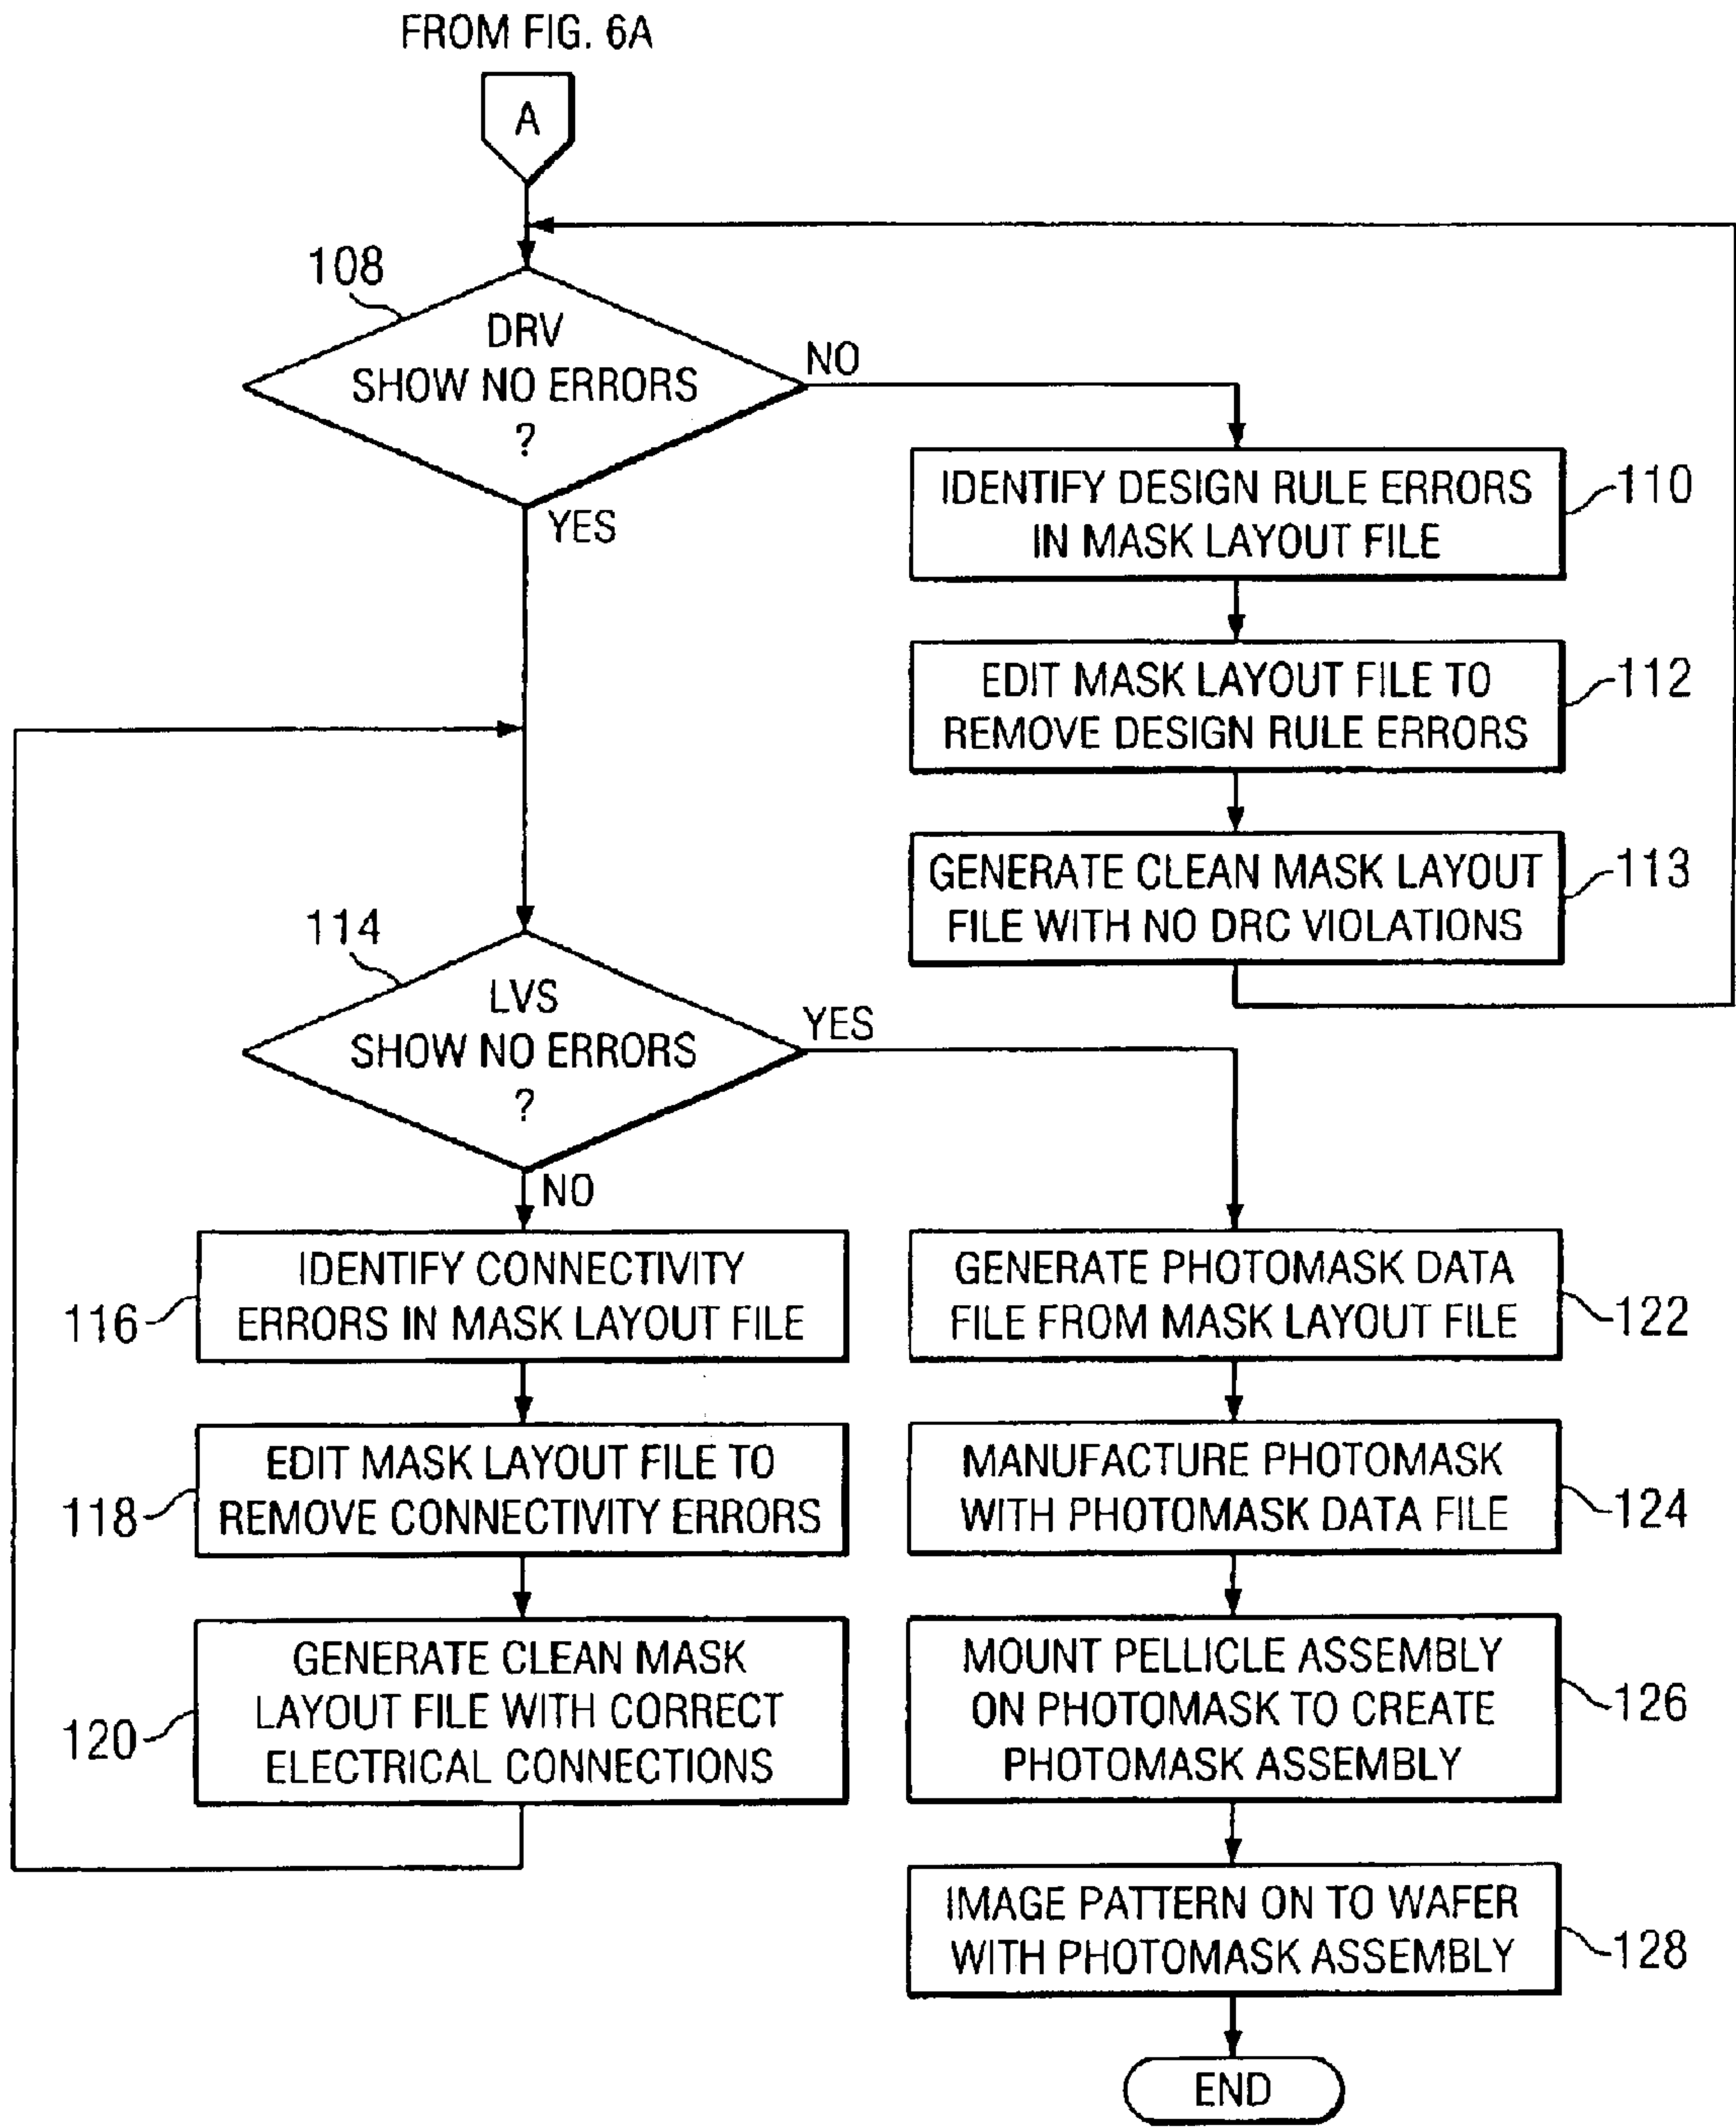 FROM FIG. 6A
A
108
DRV
SHOW NO ERRORS
?
NO
YES
IDENTIFY DESIGN RULE ERRORS
IN MASK LAYOUT FILE
110
EDIT MASK LAYOUT FILE TO
REMOVE DESIGN RULE ERRORS
112
GENERATE CLEAN MASK LAYOUT
FILE WITH NO DRC VIOLATIONS
113
114
LVS
SHOW NO ERRORS
?
YES
NO
IDENTIFY CONNECTIVITY
ERRORS IN MASK LAYOUT FILE
116
EDIT MASK LAYOUT FILE TO
REMOVE CONNECTIVITY ERRORS
118
GENERATE CLEAN MASK
LAYOUT FILE WITH CORRECT
ELECTRICAL CONNECTIONS
120
GENERATE PHOTOMASK DATA
FILE FROM MASK LAYOUT FILE
122
MANUFACTURE PHOTOMASK
WITH PHOTOMASK DATA FILE
124
MOUNT PELLICLE ASSEMBLY
ON PHOTOMASK TO CREATE
PHOTOMASK ASSEMBLY
126
IMAGE PATTERN ON TO WAFER
WITH PHOTOMASK ASSEMBLY
128
END